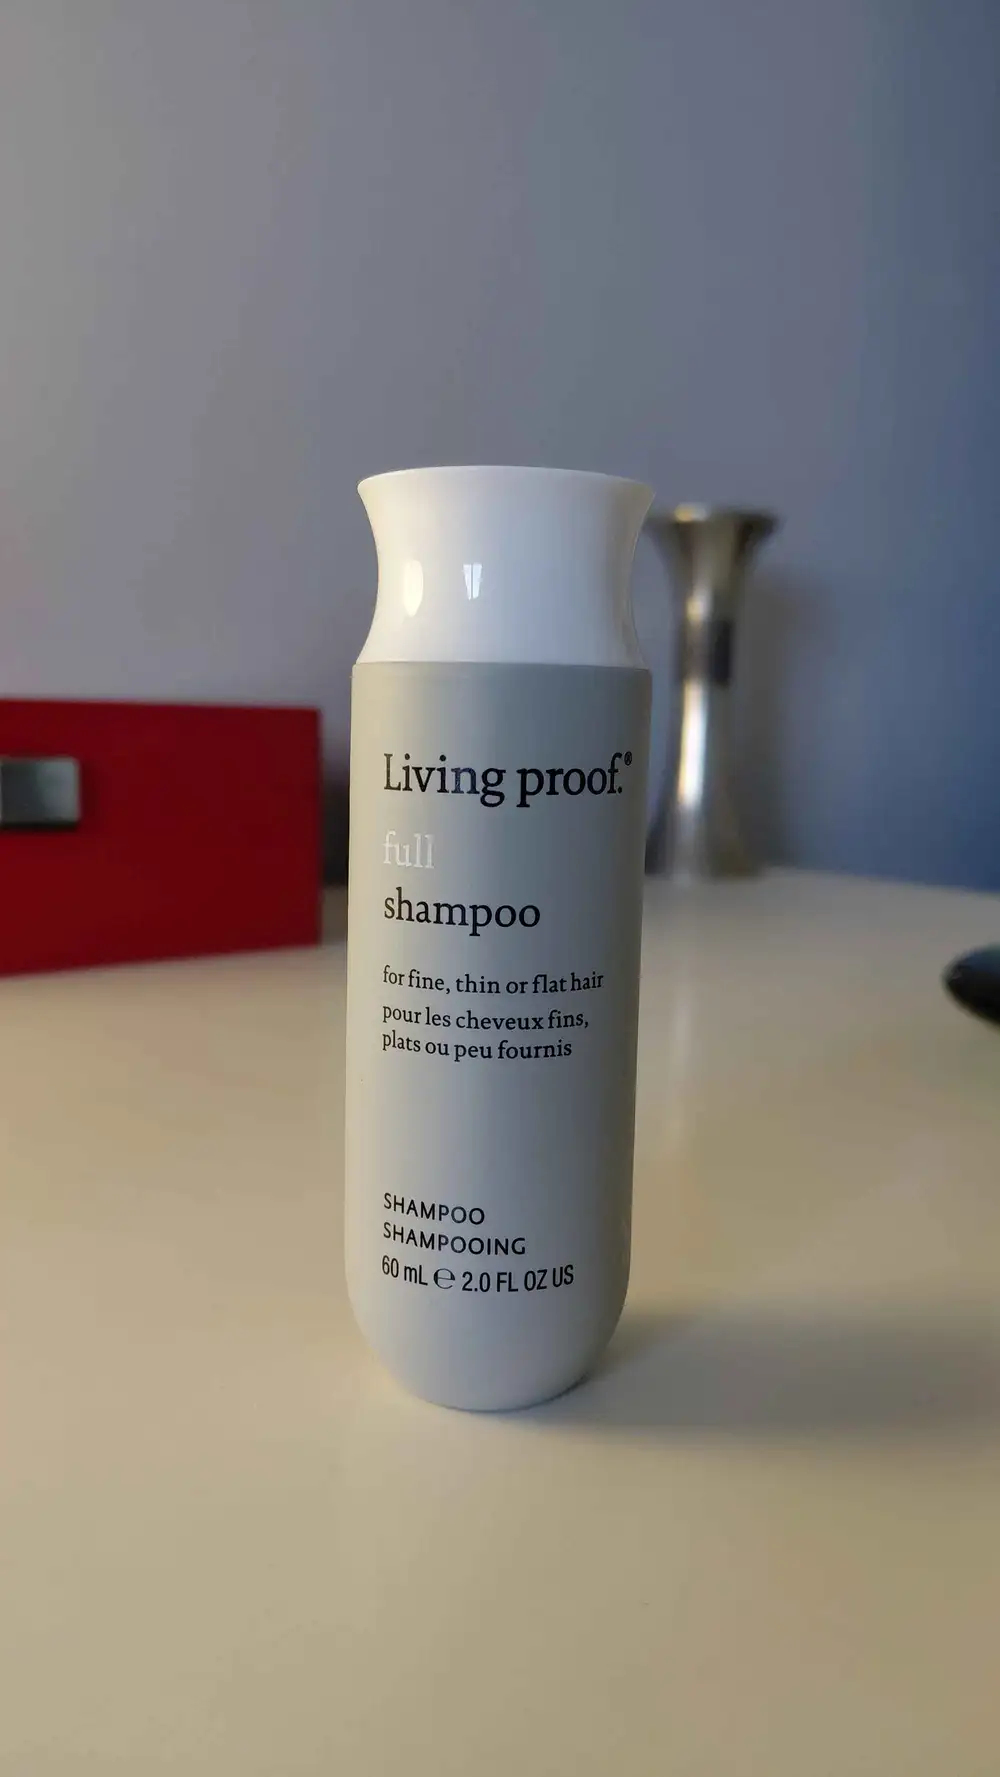 Living proof.®
full
shampoo
for fine, thin or flat hair
pour les cheveux fins,
plats ou peu fournis
SHAMPOO
SHAMPOOING
60 mL ℮ 2.0 FL OZ US